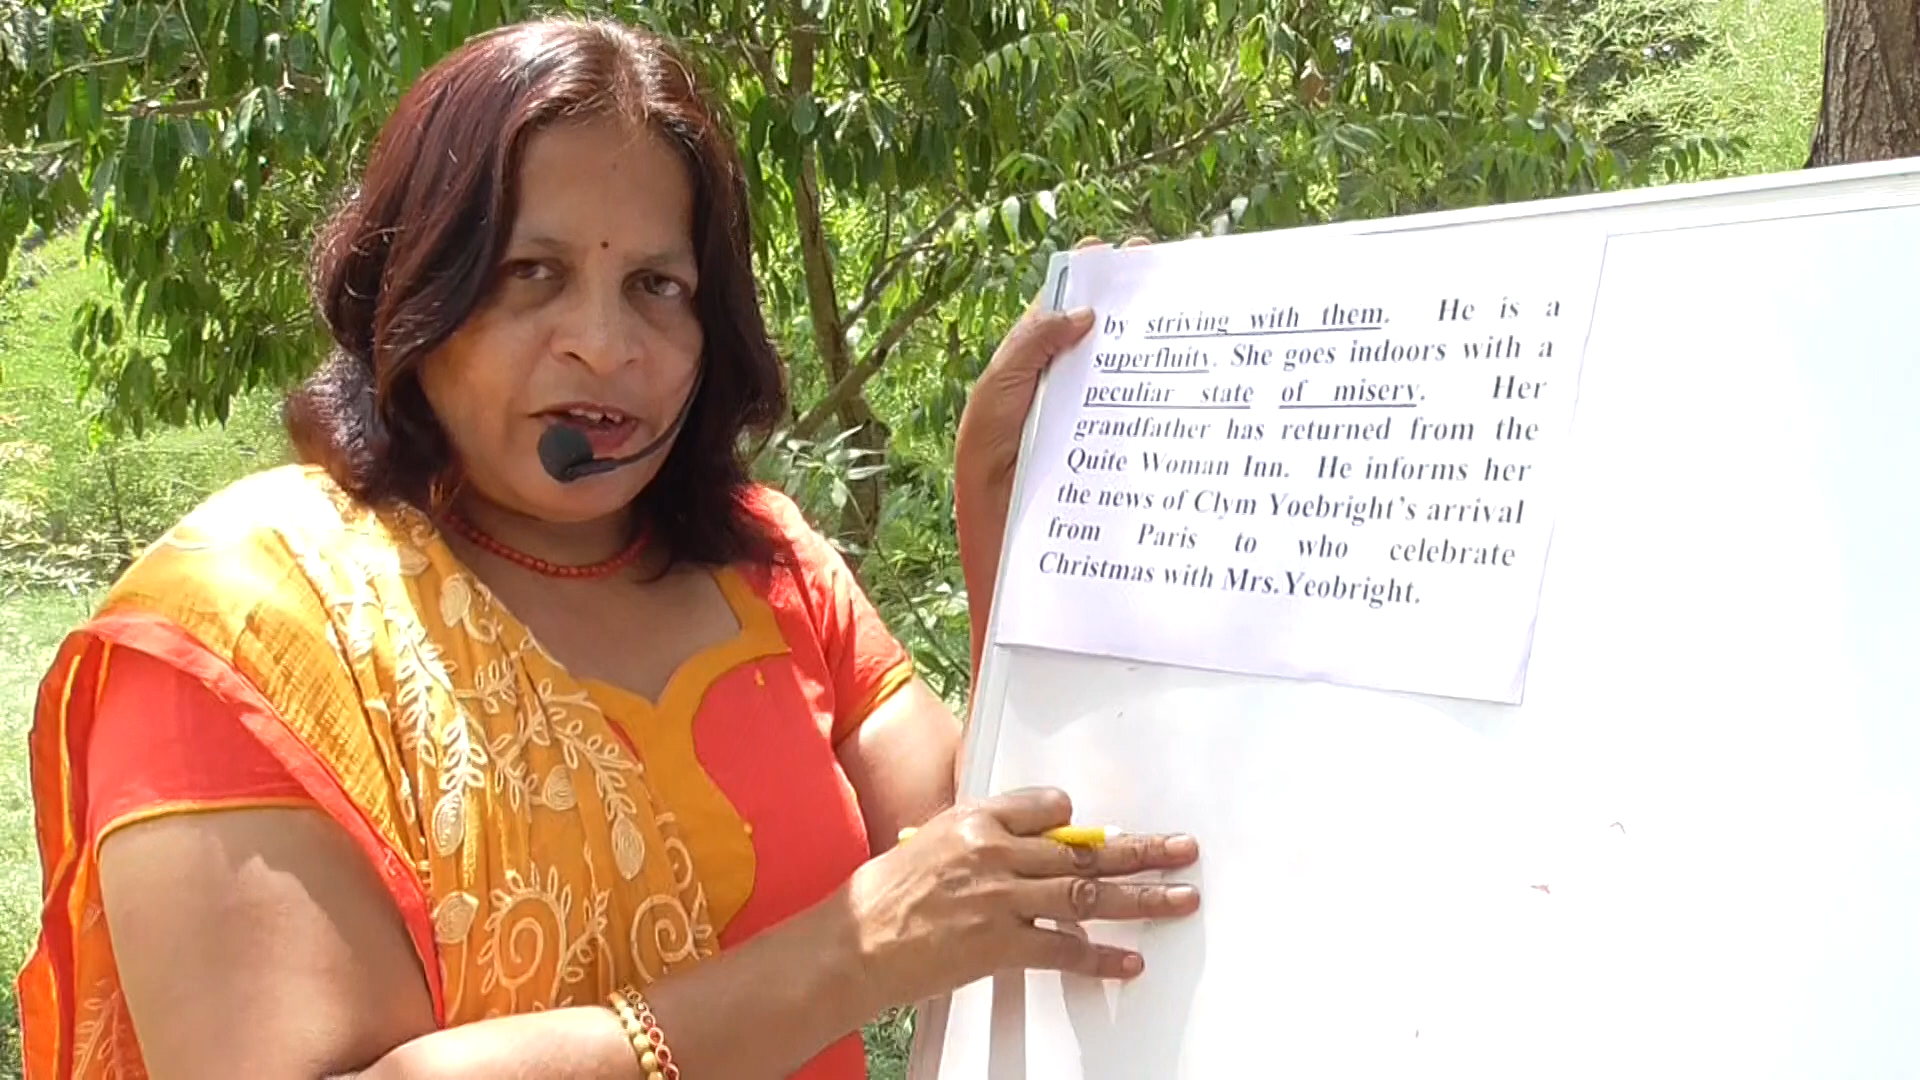 by striving with them. He is a
superfluity. She goes indoors with a
peculiar state of misery. Her
grandfather has returned from the
Quite Woman Inn. He informs her
the news of Clym Yoebright's arrival
from Paris to who celebrate
Christmas with Mrs.Yeobright.